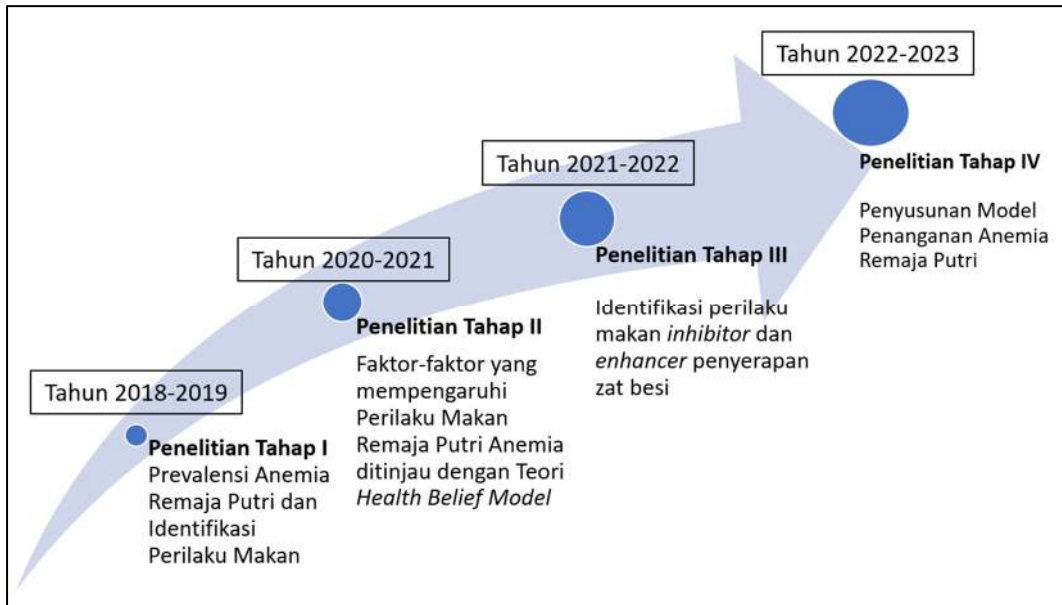 Tahun 2018-2019
Penelitian Tahap I
Prevalensi Anemia
Remaja Putri dan
Identifikasi
Perilaku Makan
Tahun 2020-2021
Penelitian Tahap II
Faktor-faktor yang
mempengaruhi
Perilaku Makan
Remaja Putri Anemia
ditinjau dengan Teori
Health Belief Model
Tahun 2021-2022
Penelitian Tahap III
Identifikasi perilaku
makan inhibitor dan
enhancer penyerapan
zat besi
Tahun 2022-2023
Penelitian Tahap IV
Penyusunan Model
Penanganan Anemia
Remaja Putri